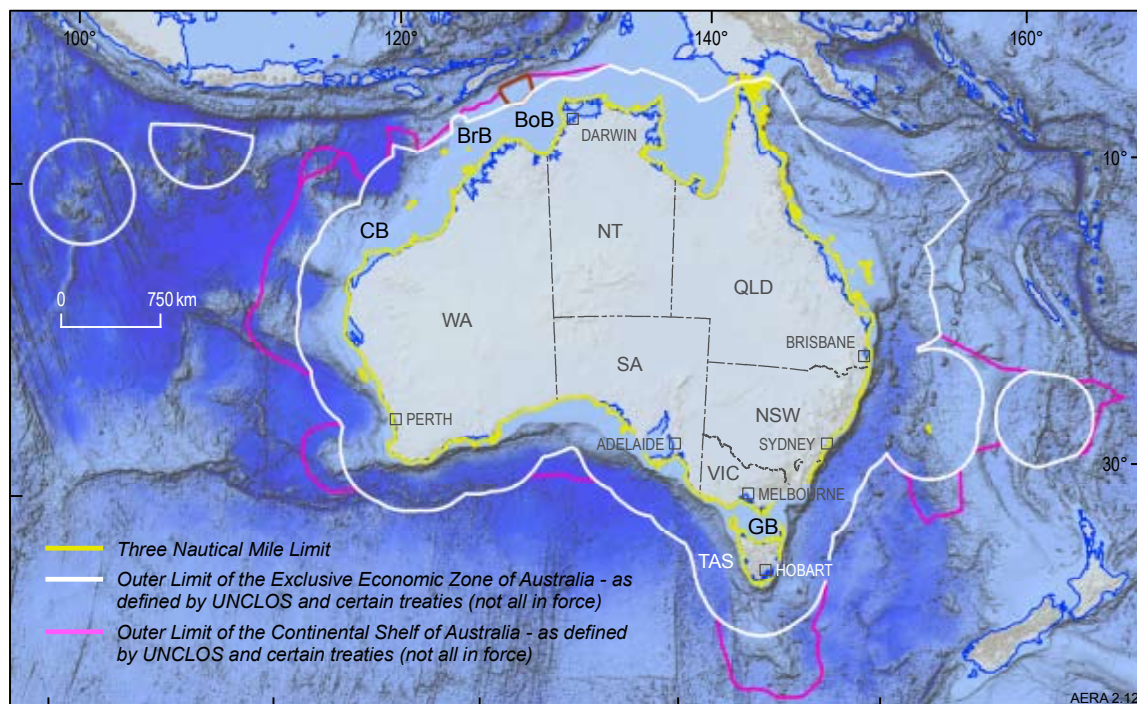 100°
120°
140°
160°
BoB
DARWIN
BrB
10°
CB
NT
0
750 km
QLD
WA
BRISBANE
SA
NSW
PERTH
ADELAIDE
SYDNEY
30°
VIC
MELBOURNE
GB
TAS
HOBART
Three Nautical Mile Limit
Outer Limit of the Exclusive Economic Zone of Australia - as
defined by UNCLOS and certain treaties (not all in force)
Outer Limit of the Continental Shelf of Australia - as defined
by UNCLOS and certain treaties (not all in force)
AERA 2.12